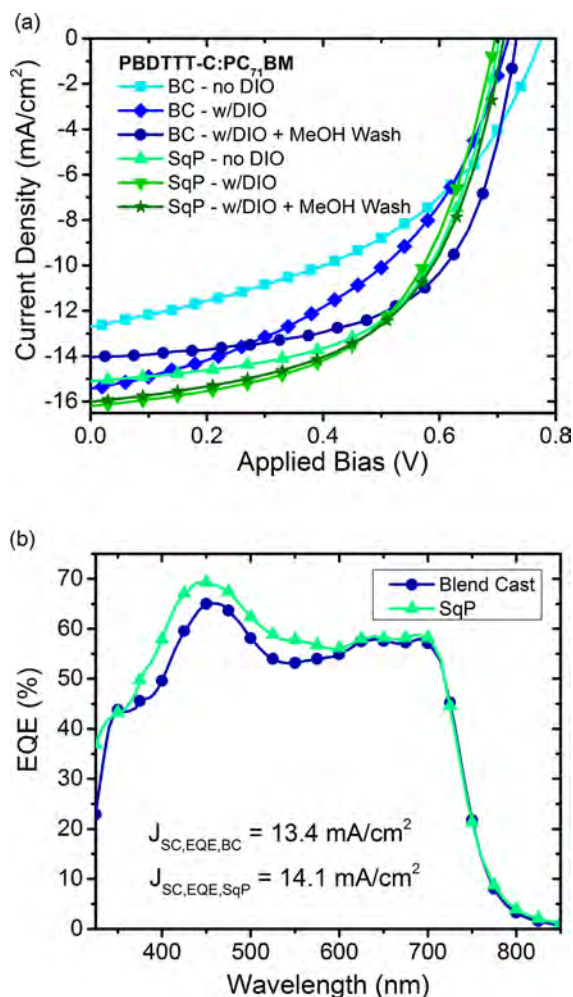 (a)
0
-2
-4
-6
-8
-10
-12
-14
-16
Current Density (mA/cm²)
PBDTTT-C:PC₇₁BM
BC - no DIO
BC - w/DIO
BC - w/DIO + MeOH Wash
SqP - no DIO
SqP - w/DIO
SqP - w/DIO + MeOH Wash
0.0 0.2 0.4 0.6 0.8
Applied Bias (V)
(b)
70
60
50
40
30
20
10
0
EQE (%)
Blend Cast
SqP
J_SC,EQE,BC = 13.4 mA/cm²
J_SC,EQE,SqP = 14.1 mA/cm²
400 500 600 700 800
Wavelength (nm)